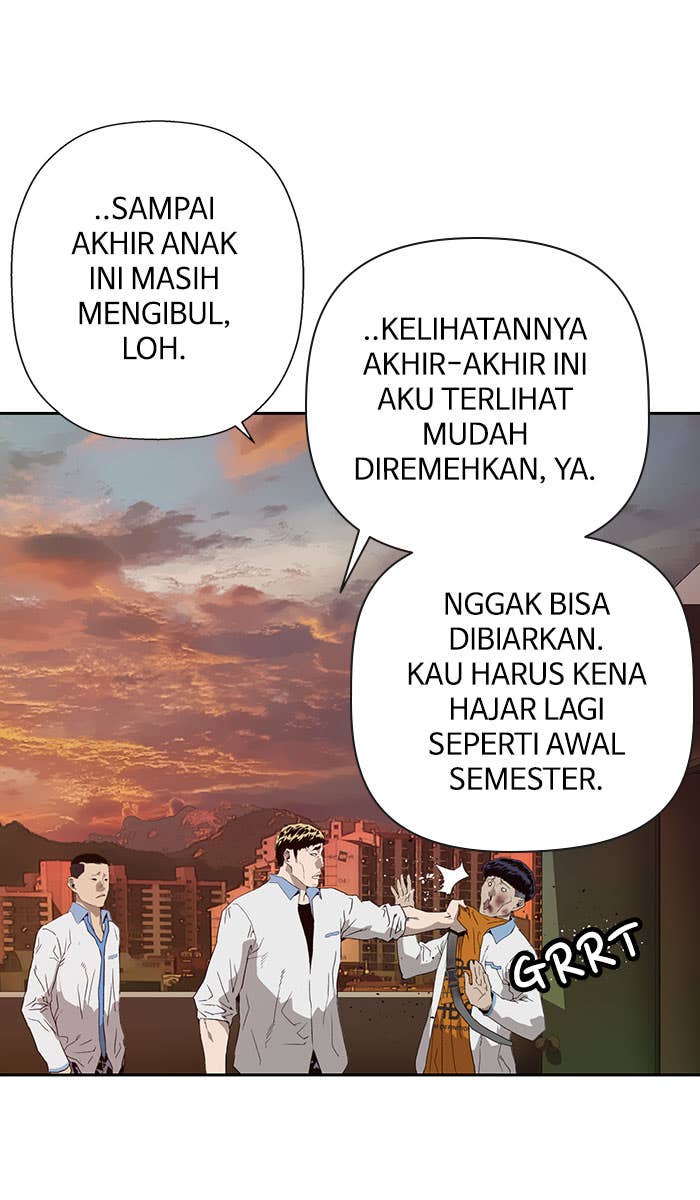 ..SAMPAI
AKHIR ANAK
INI MASIH
MENGIBUL,
LOH.
..KELIHATANNYA
AKHIR-AKHIR INI
AKU TERLIHAT
MUDAH
DIREMEHKAN, YA.
NGGAK BISA
DIBIARKAN.
KAU HARUS KENA
HAJAR LAGI
SEPERTI AWAL
SEMESTER.
GRRT